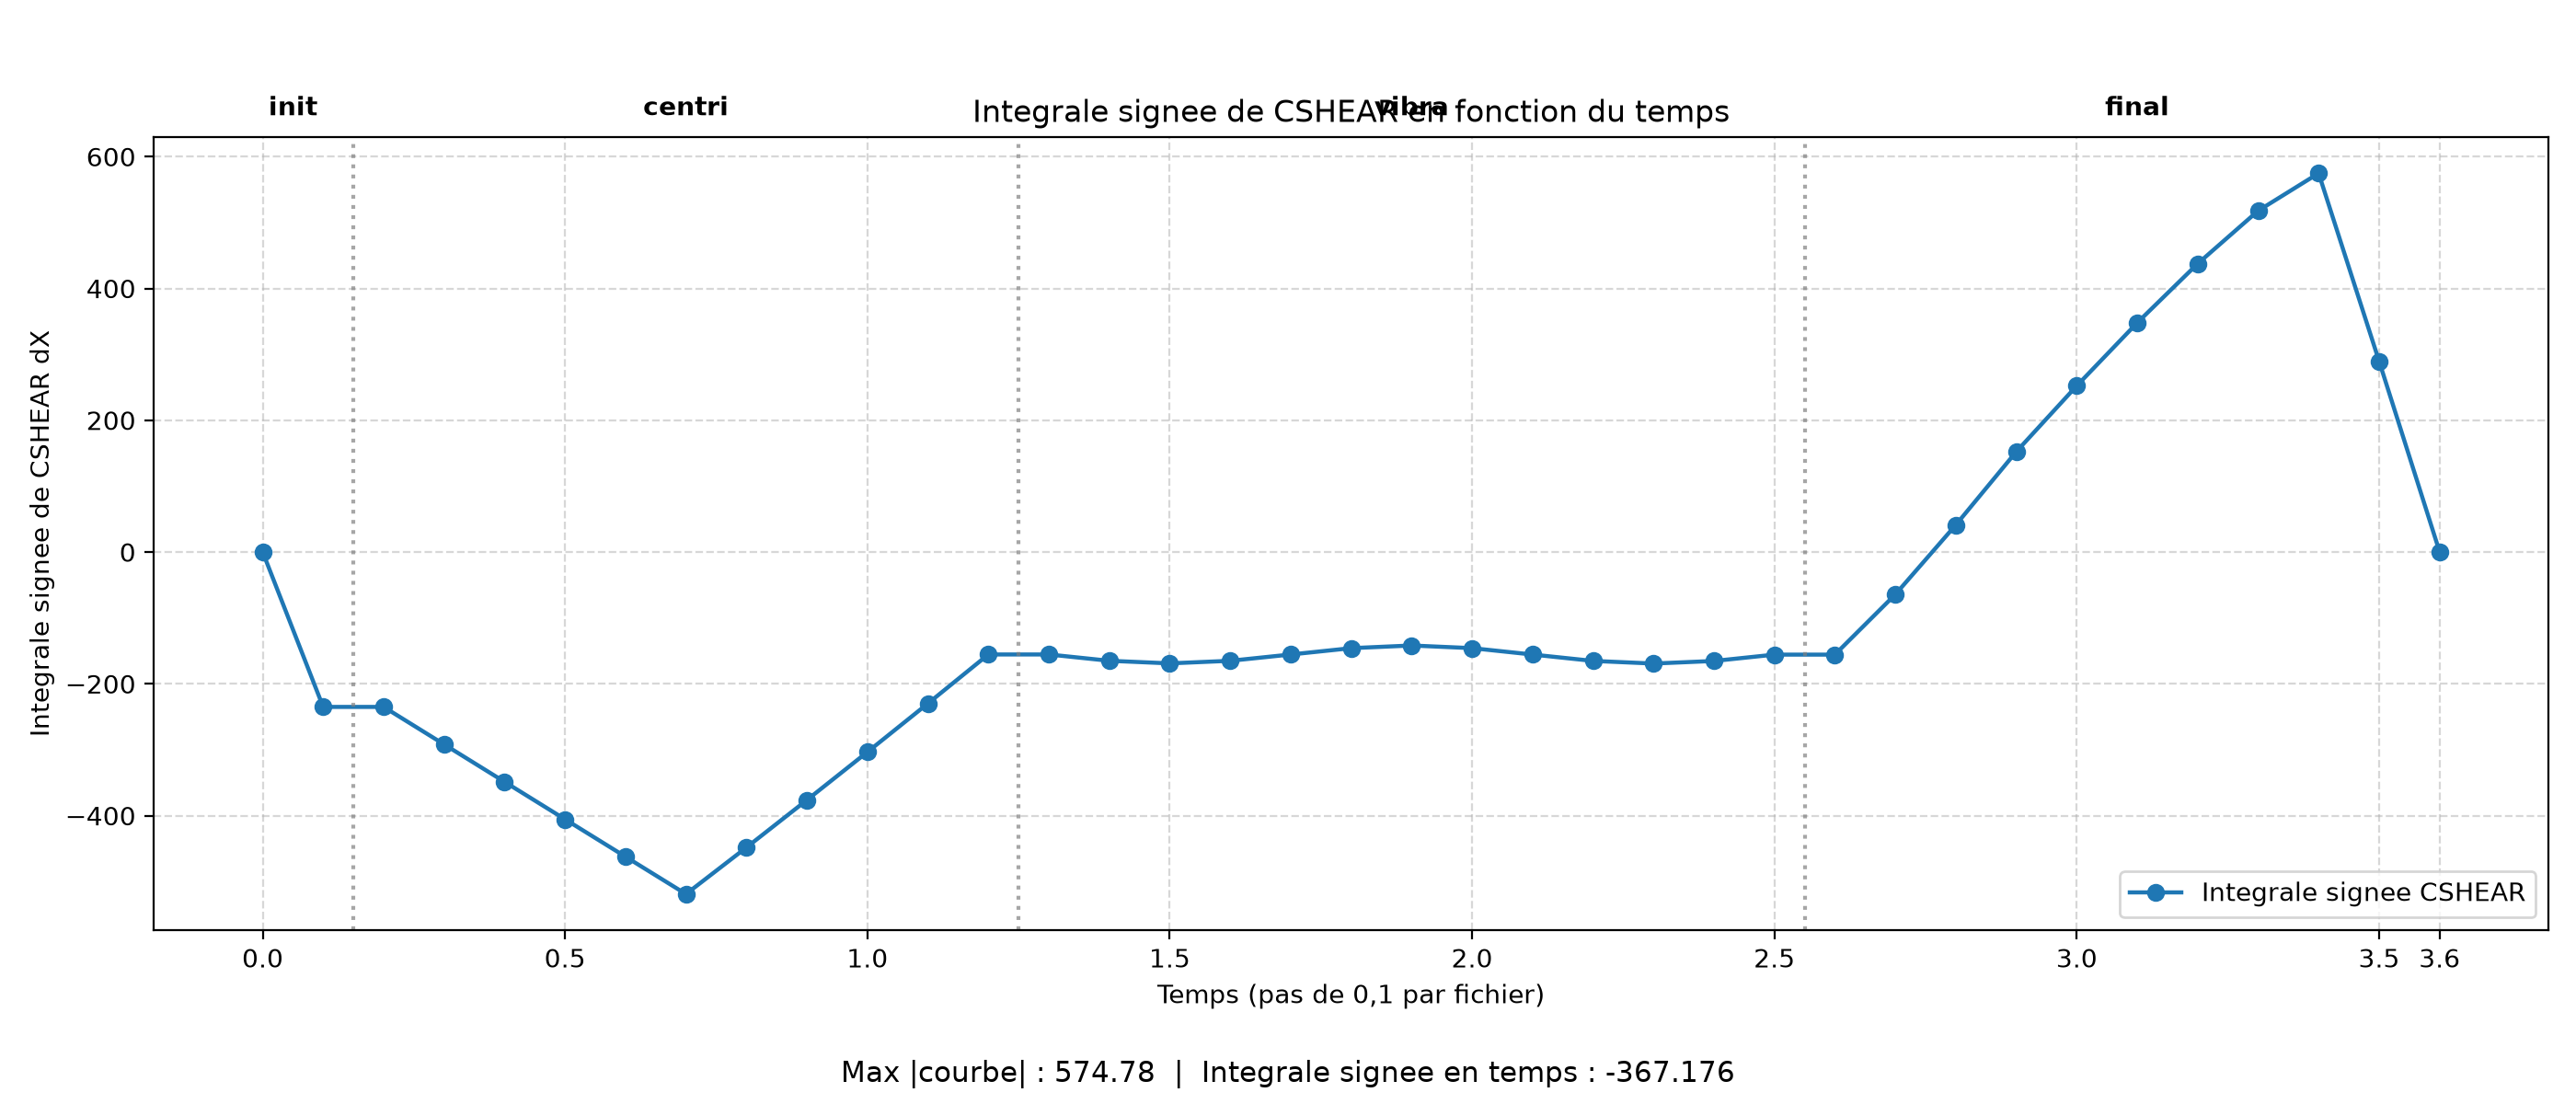 init centri vibra final
Integrale signee de CSHEAR en fonction du temps
600
400
200
0
−200
−400
Integrale signee de CSHEAR dX
Integrale signee CSHEAR
0.0 0.5 1.0 1.5 2.0 2.5 3.0 3.5 3.6
Temps (pas de 0,1 par fichier)
Max |courbe| : 574.78 | Integrale signee en temps : -367.176